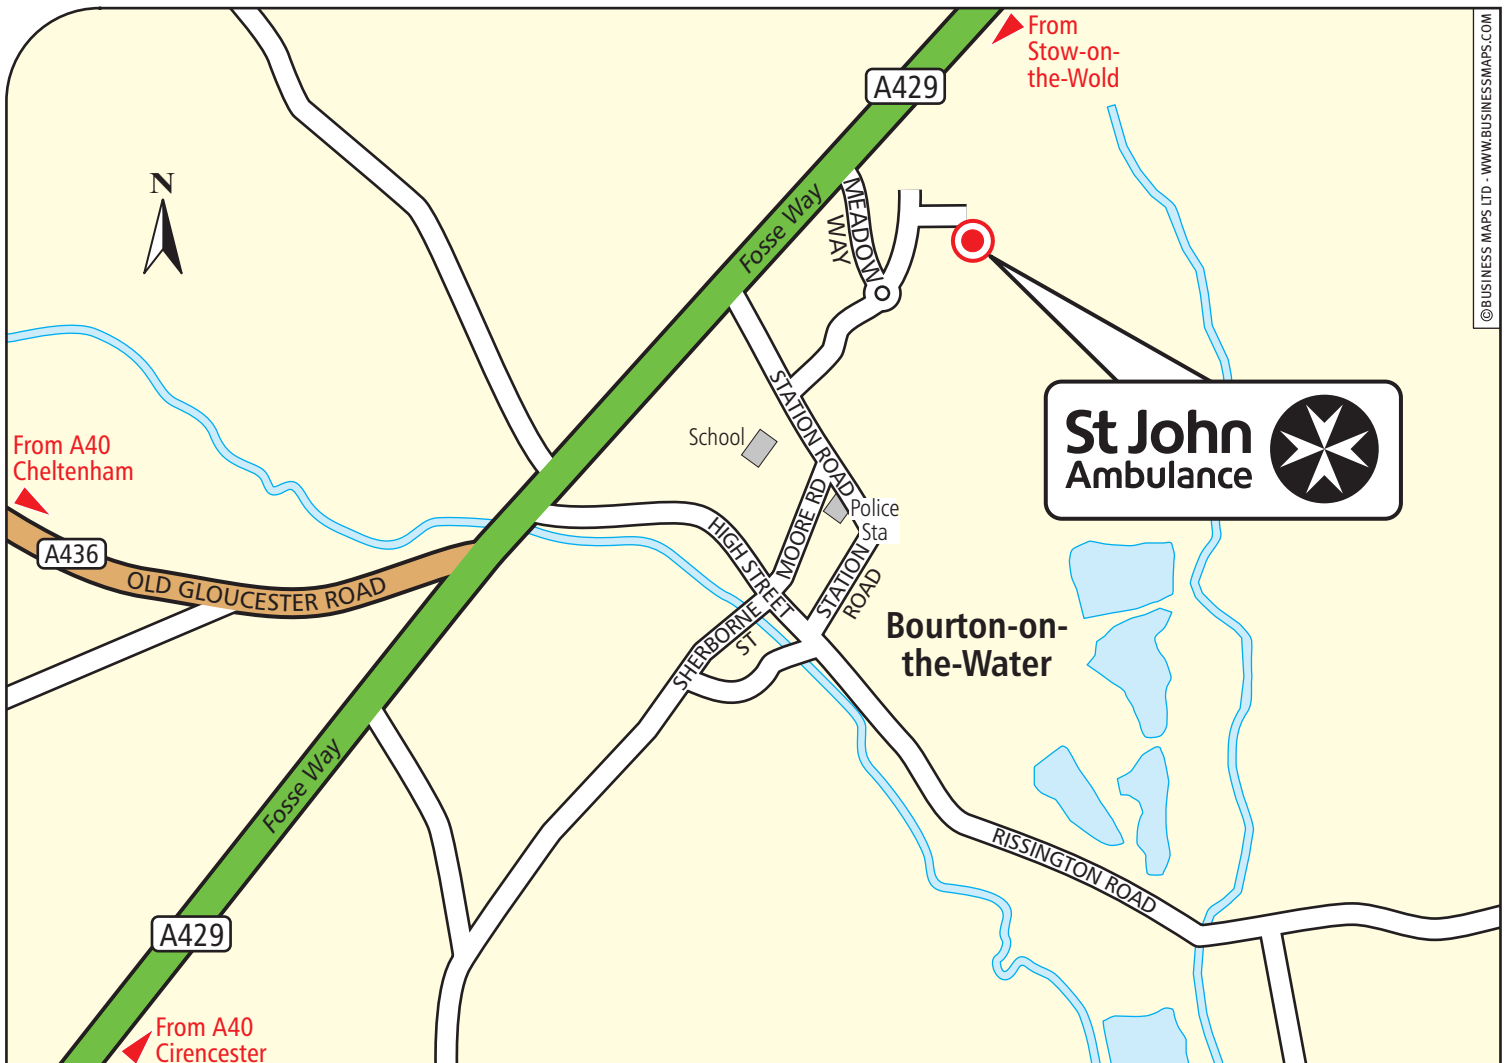 From
Stow-on-
the-Wold
©BUSINESS MAPS LTD - WWW.BUSINESSMAPS.COM
A429
N
Fosse Way
MEADOW
WAY
STATION ROAD
School
St John
Ambulance
From A40
Cheltenham
MOORE RD
Police
Sta
A436
HIGH STREET
OLD GLOUCESTER ROAD
STATION
ROAD
SHERBORNE
ST
Bourton-on-
the-Water
Fosse Way
RISSINGTON ROAD
A429
From A40
Cirencester